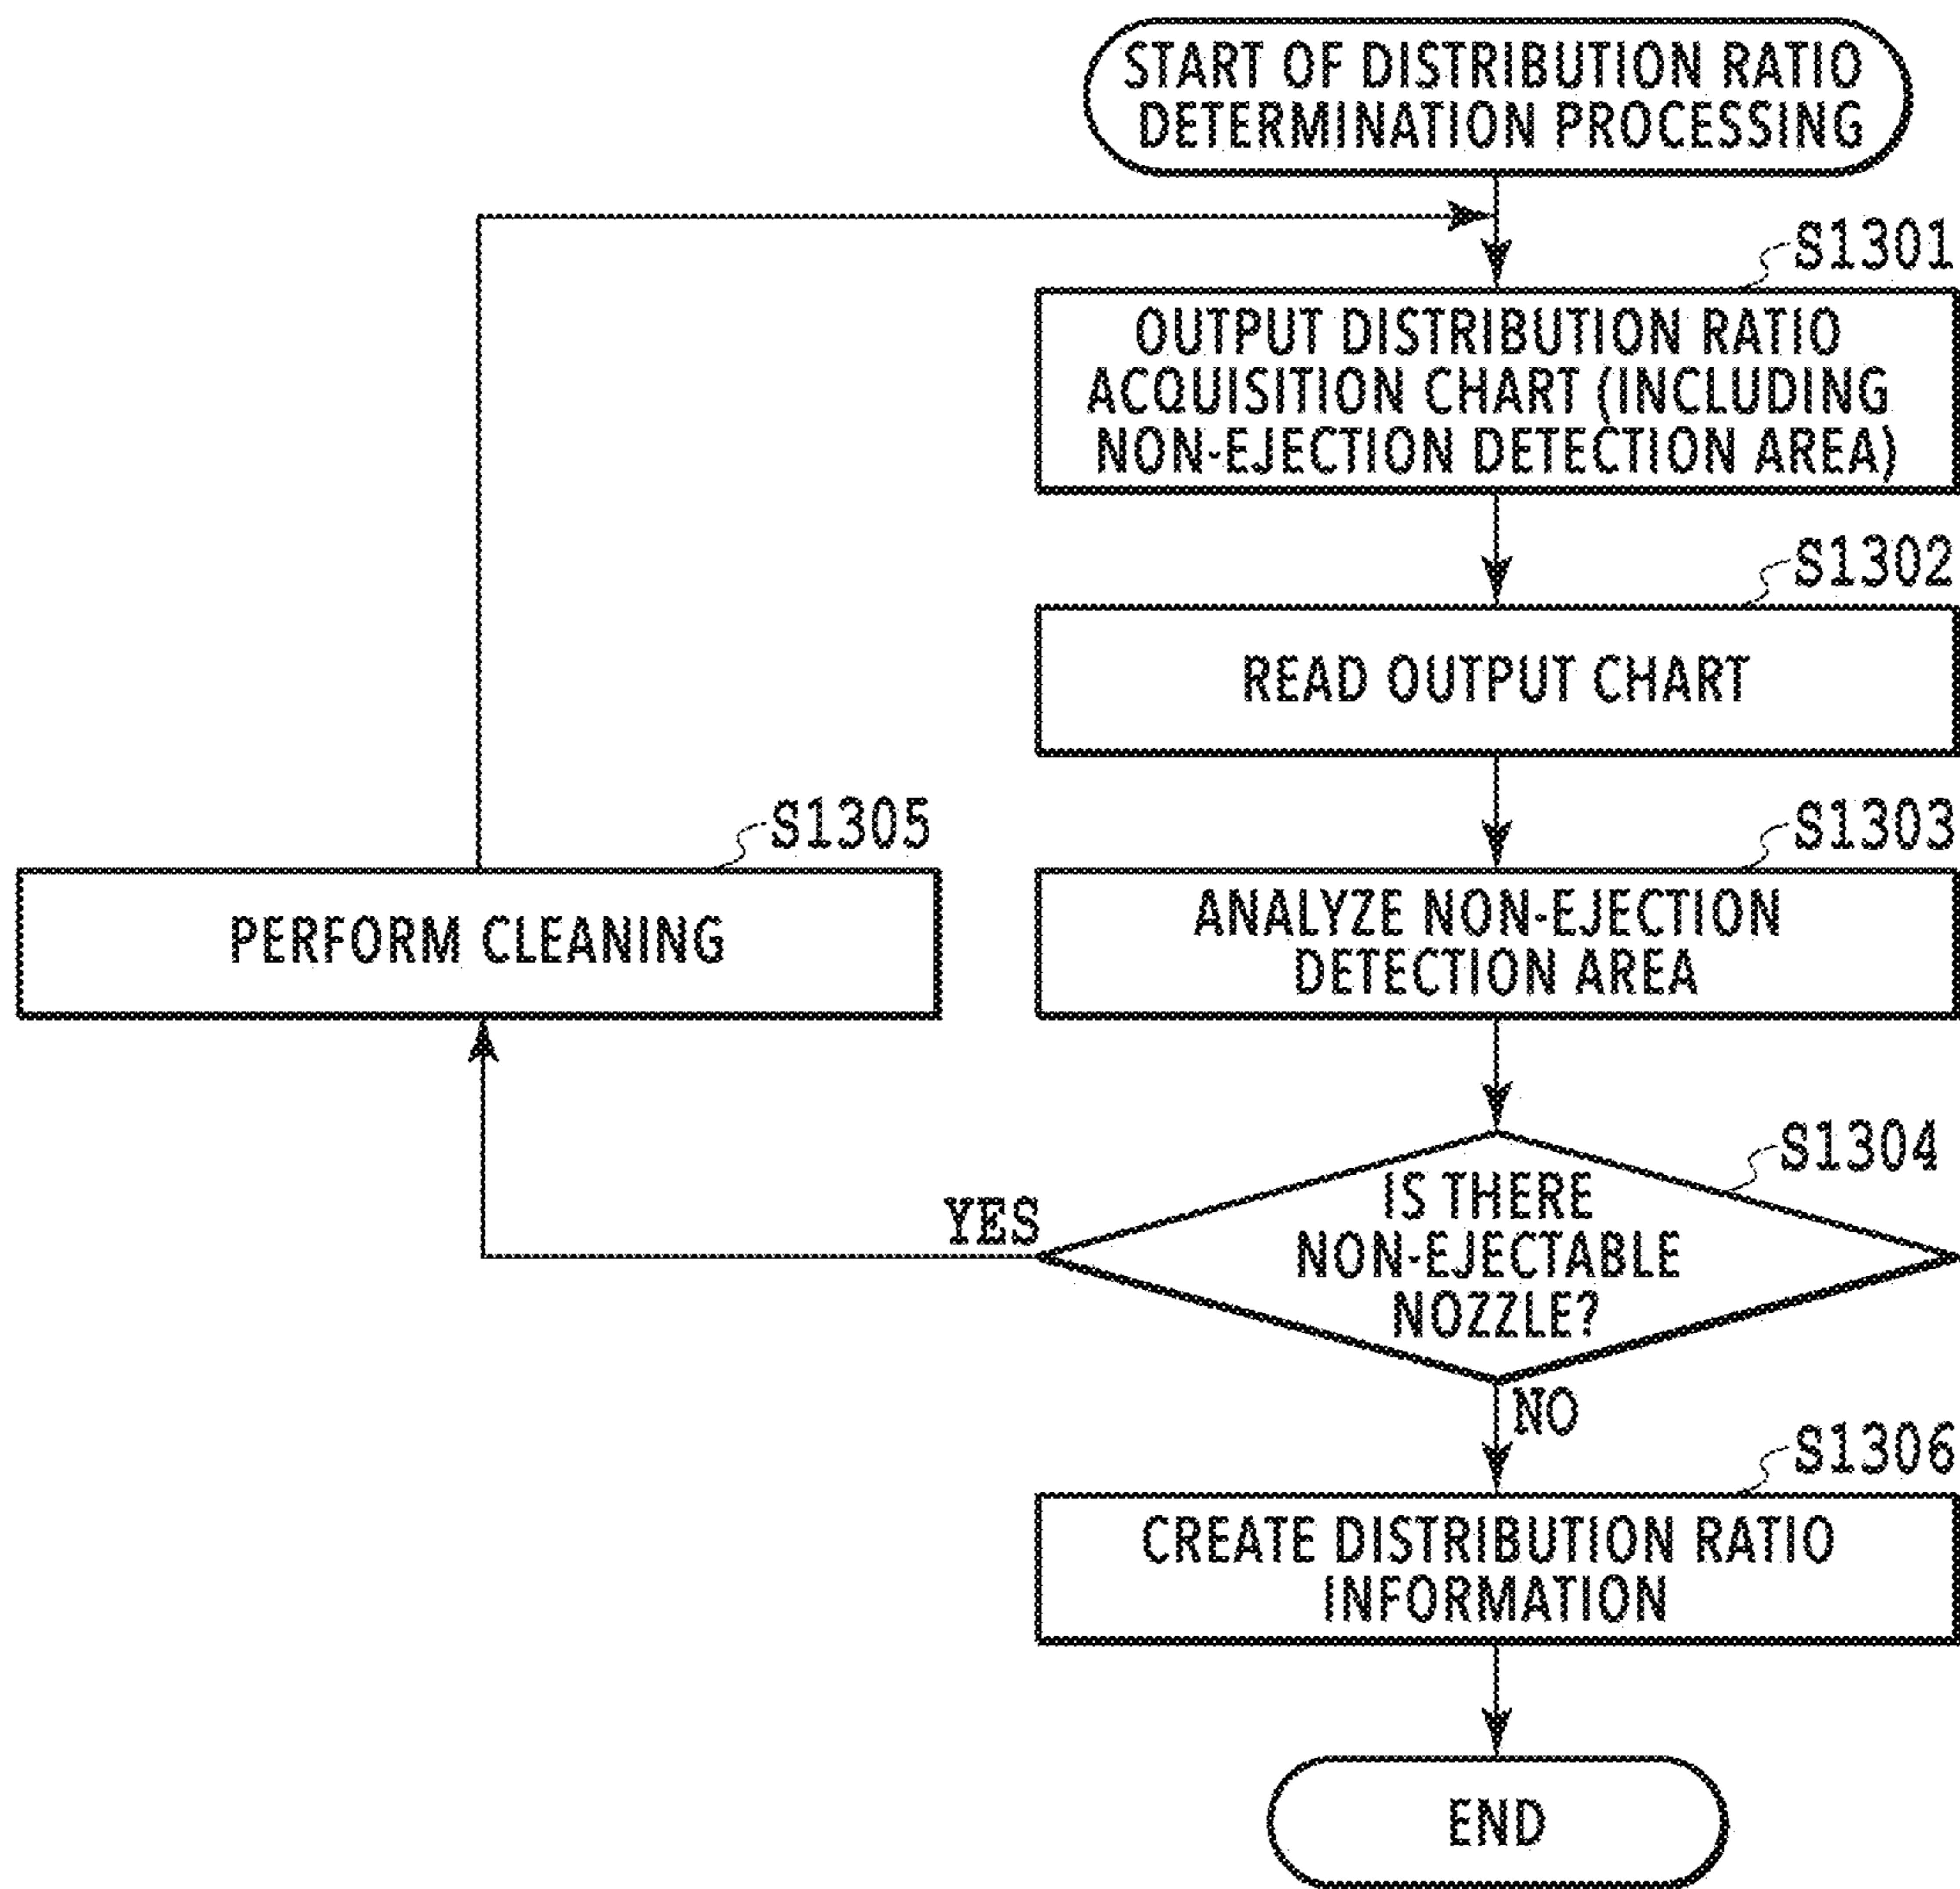 START OF DISTRIBUTION RATIO
DETERMINATION PROCESSING
S1301
OUTPUT DISTRIBUTION RATIO
ACQUISITION CHART (INCLUDING
NON-EJECTION DETECTION AREA)
S1302
READ OUTPUT CHART
S1303
ANALYZE NON-EJECTION
DETECTION AREA
S1305
PERFORM CLEANING
S1304
IS THERE
NON-EJECTABLE
NOZZLE?
YES
NO
S1306
CREATE DISTRIBUTION RATIO
INFORMATION
END